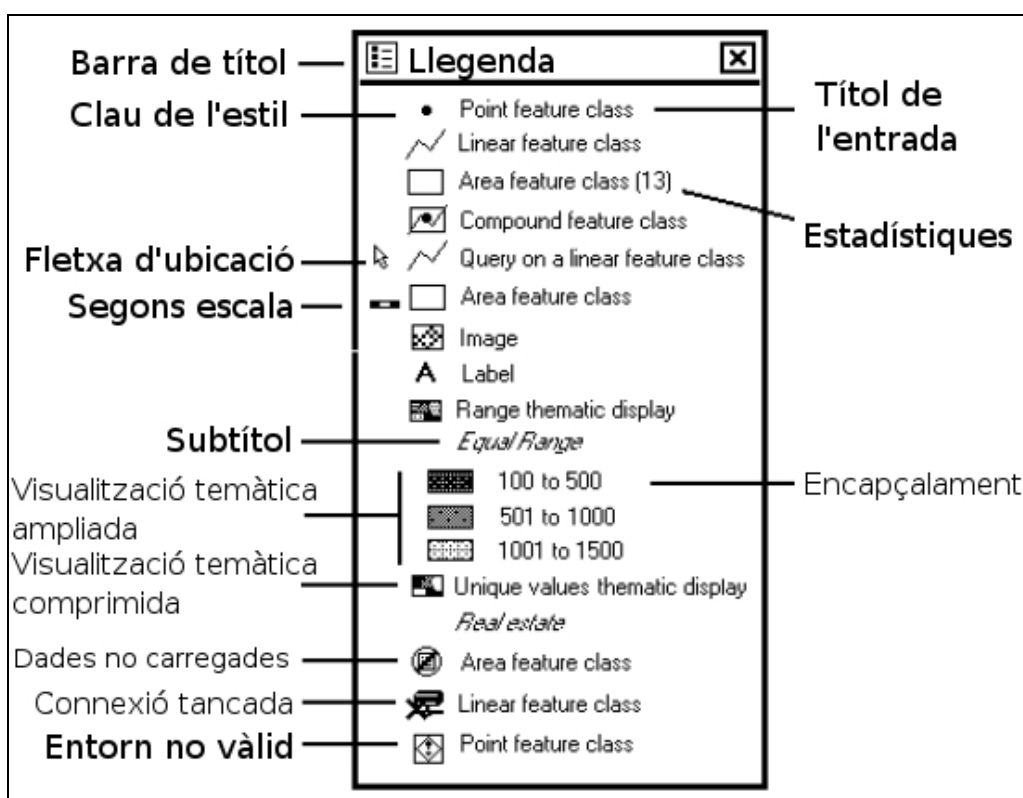 Barra de títol
Llegenda
Clau de l'estil
Point feature class
Títol de
l'entrada
Linear feature class
Area feature class (13)
Estadístiques
Compound feature class
Fletxa d'ubicació
Query on a linear feature class
Segons escala
Area feature class
Image
A Label
Range thematic display
Subtítol
Equal Range
Visualització temàtica
ampliada
100 to 500
Encapçalament
501 to 1000
1001 to 1500
Visualització temàtica
comprimida
Unique values thematic display
Real estate
Dades no carregades
Area feature class
Connexió tancada
Linear feature class
Entorn no vàlid
Point feature class